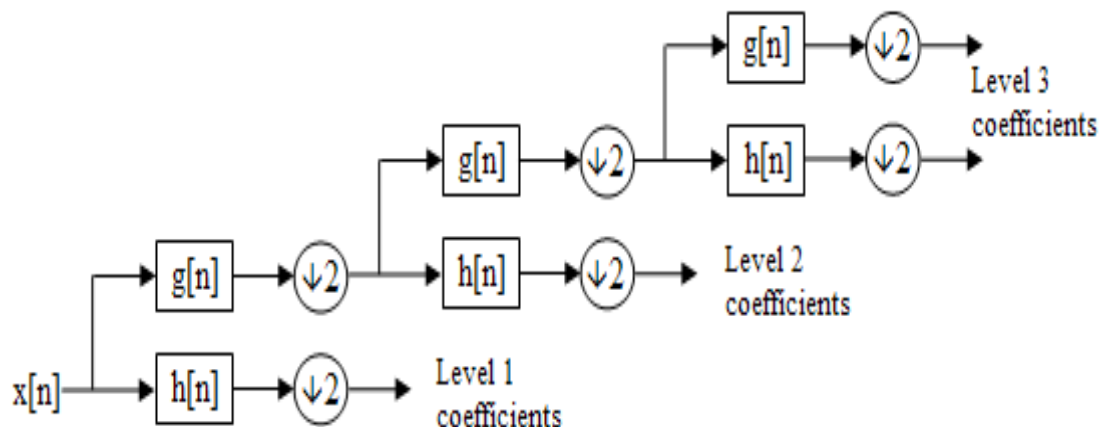 g[n] ↓2
Level 3
coefficients
g[n] ↓2 h[n] ↓2
g[n] ↓2 h[n] ↓2
Level 2
coefficients
x[n] h[n] ↓2
Level 1
coefficients